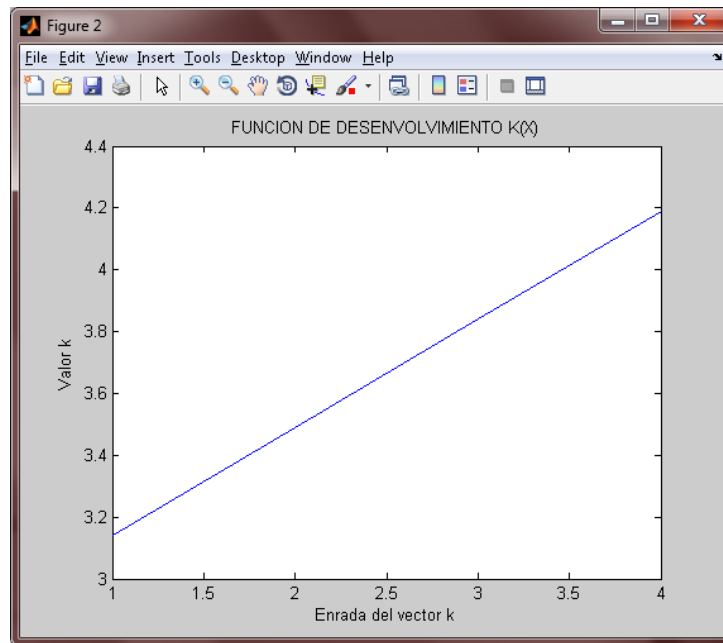 Figure 2
File Edit View Insert Tools Desktop Window Help
FUNCION DE DESENVOLVIMIENTO K(X)
4.4
4.2
4
3.8
3.6
3.4
3.2
3
Valor k
1 1.5 2 2.5 3 3.5 4
Enrada del vector k